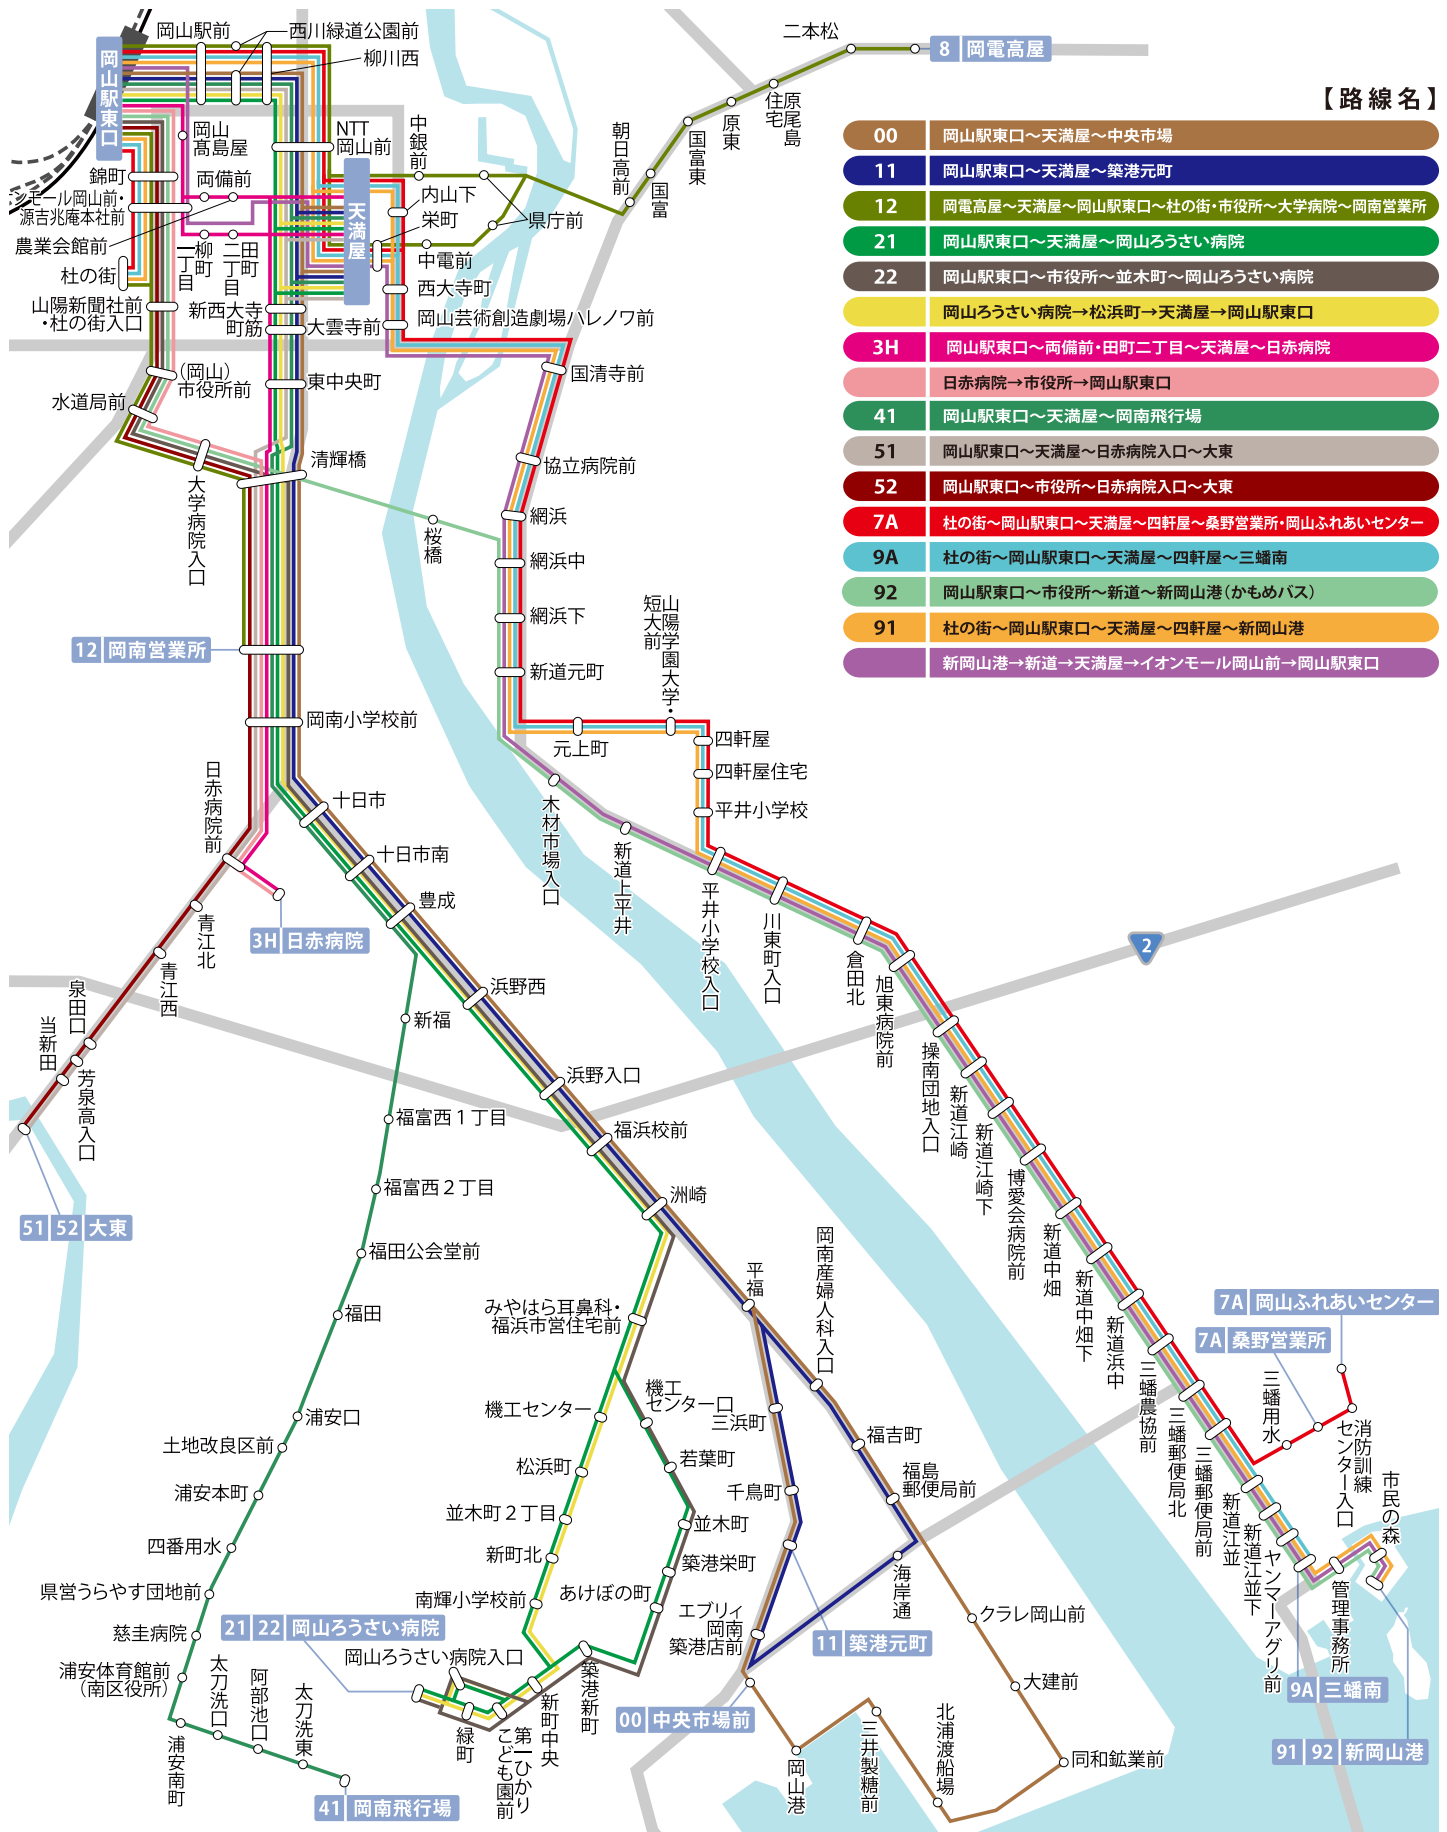 岡山駅前
西川緑道公園前
柳川西
二本松
8 岡電高屋
岡山駅東口
岡山
髙島屋
NTT
岡山前
中銀前
朝日高前
国富
国富東
原東
住宅
原尾島
【路線名】
00 岡山駅東口～天満屋～中央市場
11 岡山駅東口～天満屋～築港元町
12 岡電高屋～天満屋～岡山駅東口～杜の街・市役所～大学病院～岡南営業所
21 岡山駅東口～天満屋～岡山ろうさい病院
22 岡山駅東口～市役所～並木町～岡山ろうさい病院
岡山ろうさい病院→松浜町→天満屋→岡山駅東口
3H 岡山駅東口～両備前・田町二丁目～天満屋～日赤病院
日赤病院→市役所→岡山駅東口
41 岡山駅東口～天満屋～岡南飛行場
51 岡山駅東口～天満屋～日赤病院入口～大東
52 岡山駅東口～市役所～日赤病院入口～大東
7A 杜の街～岡山駅東口～天満屋～四軒屋～桑野営業所・岡山ふれあいセンター
9A 杜の街～岡山駅東口～天満屋～四軒屋～三蟠南
92 岡山駅東口～市役所～新道～新岡山港（かもめバス）
91 杜の街～岡山駅東口～天満屋～四軒屋～新岡山港
新岡山港→新道→天満屋→イオンモール岡山前→岡山駅東口
錦町
両備前
ンモール岡山前・
源吉兆庵本社前
農業会館前
杜の街
柳町
一丁目
田町
二丁目
天満屋
内山下
栄町
県庁前
中電前
西大寺町
山陽新聞社前
・杜の街入口
新西大寺
町筋
大雲寺前
岡山芸術創造劇場ハレノワ前
（岡山）
市役所前
水道局前
東中央町
国清寺前
清輝橋
大学病院入口
桜橋
協立病院前
網浜
網浜中
網浜下
新道元町
山陽学園大学・
短大前
12 岡南営業所
岡南小学校前
元上町
四軒屋
四軒屋住宅
平井小学校
日赤病院前
十日市
十日市南
豊成
木材市場入口
新道上平井
平井小学校入口
川東町入口
倉田北
旭東病院前
3H 日赤病院
青江北
青江西
泉田口
当新田
芳泉高入口
51 52 大東
浜野西
新福
浜野入口
福浜校前
洲崎
2
操南団地入口
新道江崎
新道江崎下
博愛会病院前
新道中畑
新道中畑下
新道浜中
三蟠農協前
三蟠郵便局北
三蟠郵便局前
新道江並
新道江並下
ヤンマーアグリ前
福富西１丁目
福富西２丁目
福田公会堂前
福田
浦安口
土地改良区前
浦安本町
四番用水
県営うらやす団地前
慈圭病院
浦安体育館前
（南区役所）
浦安南町
太刀洗口
阿部池口
太刀洗東
41 岡南飛行場
みやはら耳鼻科・
福浜市営住宅前
機工センター
松浜町
並木町２丁目
新町北
南輝小学校前
21 22 岡山ろうさい病院
岡山ろうさい病院入口
緑町
第一ひかり
こども園前
新町中央
築港新町
機工
センター口
若葉町
並木町
築港栄町
あけぼの町
平福
岡南産婦人科入口
三浜町
千鳥町
エブリィ
岡南
築港店前
福吉町
福島
郵便局前
海岸通
11 築港元町
00 中央市場前
クラレ岡山前
大建前
同和鉱業前
岡山港
三井製糖前
北浦渡船場
7A 岡山ふれあいセンター
7A 桑野営業所
三蟠用水
消防訓練
センター入口
市民の森
管理事務所
9A 三蟠南
91 92 新岡山港